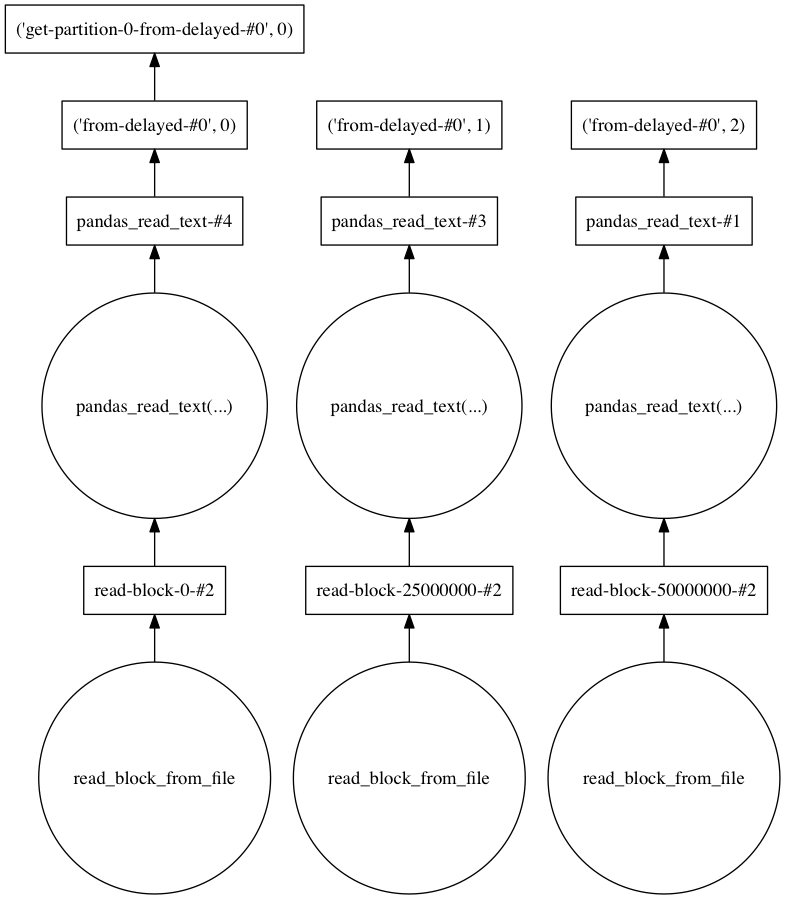 ('get-partition-0-from-delayed-#0', 0)
('from-delayed-#0', 0)
('from-delayed-#0', 1)
('from-delayed-#0', 2)
pandas_read_text-#4
pandas_read_text-#3
pandas_read_text-#1
pandas_read_text(...)
pandas_read_text(...)
pandas_read_text(...)
read-block-0-#2
read-block-25000000-#2
read-block-50000000-#2
read_block_from_file
read_block_from_file
read_block_from_file